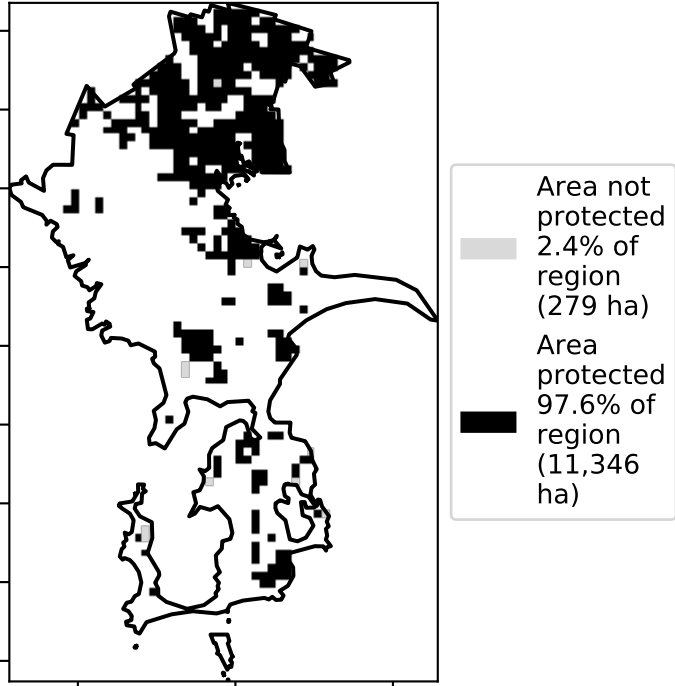 Area not
protected
2.4% of
region
(279 ha)
Area
protected
97.6% of
region
(11,346
ha)